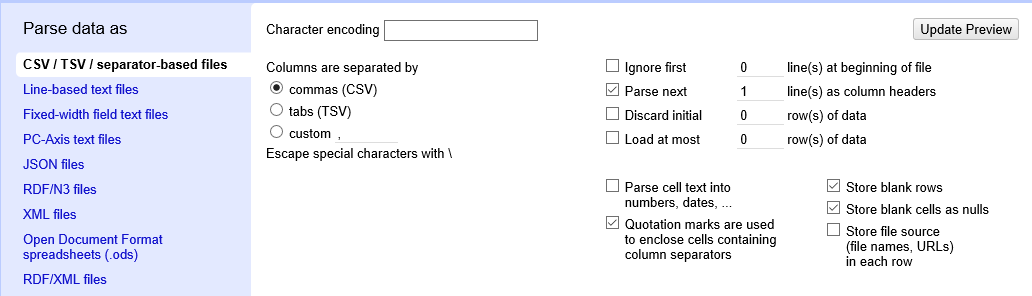 Parse data as
CSV / TSV / separator-based files
Line-based text files
Fixed-width field text files
PC-Axis text files
JSON files
RDF/N3 files
XML files
Open Document Format
spreadsheets (.ods)
RDF/XML files
Character encoding
Update Preview
Columns are separated by
commas (CSV)
tabs (TSV)
custom ,
Escape special characters with \
Ignore first 0 line(s) at beginning of file
Parse next 1 line(s) as column headers
Discard initial 0 row(s) of data
Load at most 0 row(s) of data
Parse cell text into
numbers, dates, ...
Quotation marks are used
to enclose cells containing
column separators
Store blank rows
Store blank cells as nulls
Store file source
(file names, URLs)
in each row